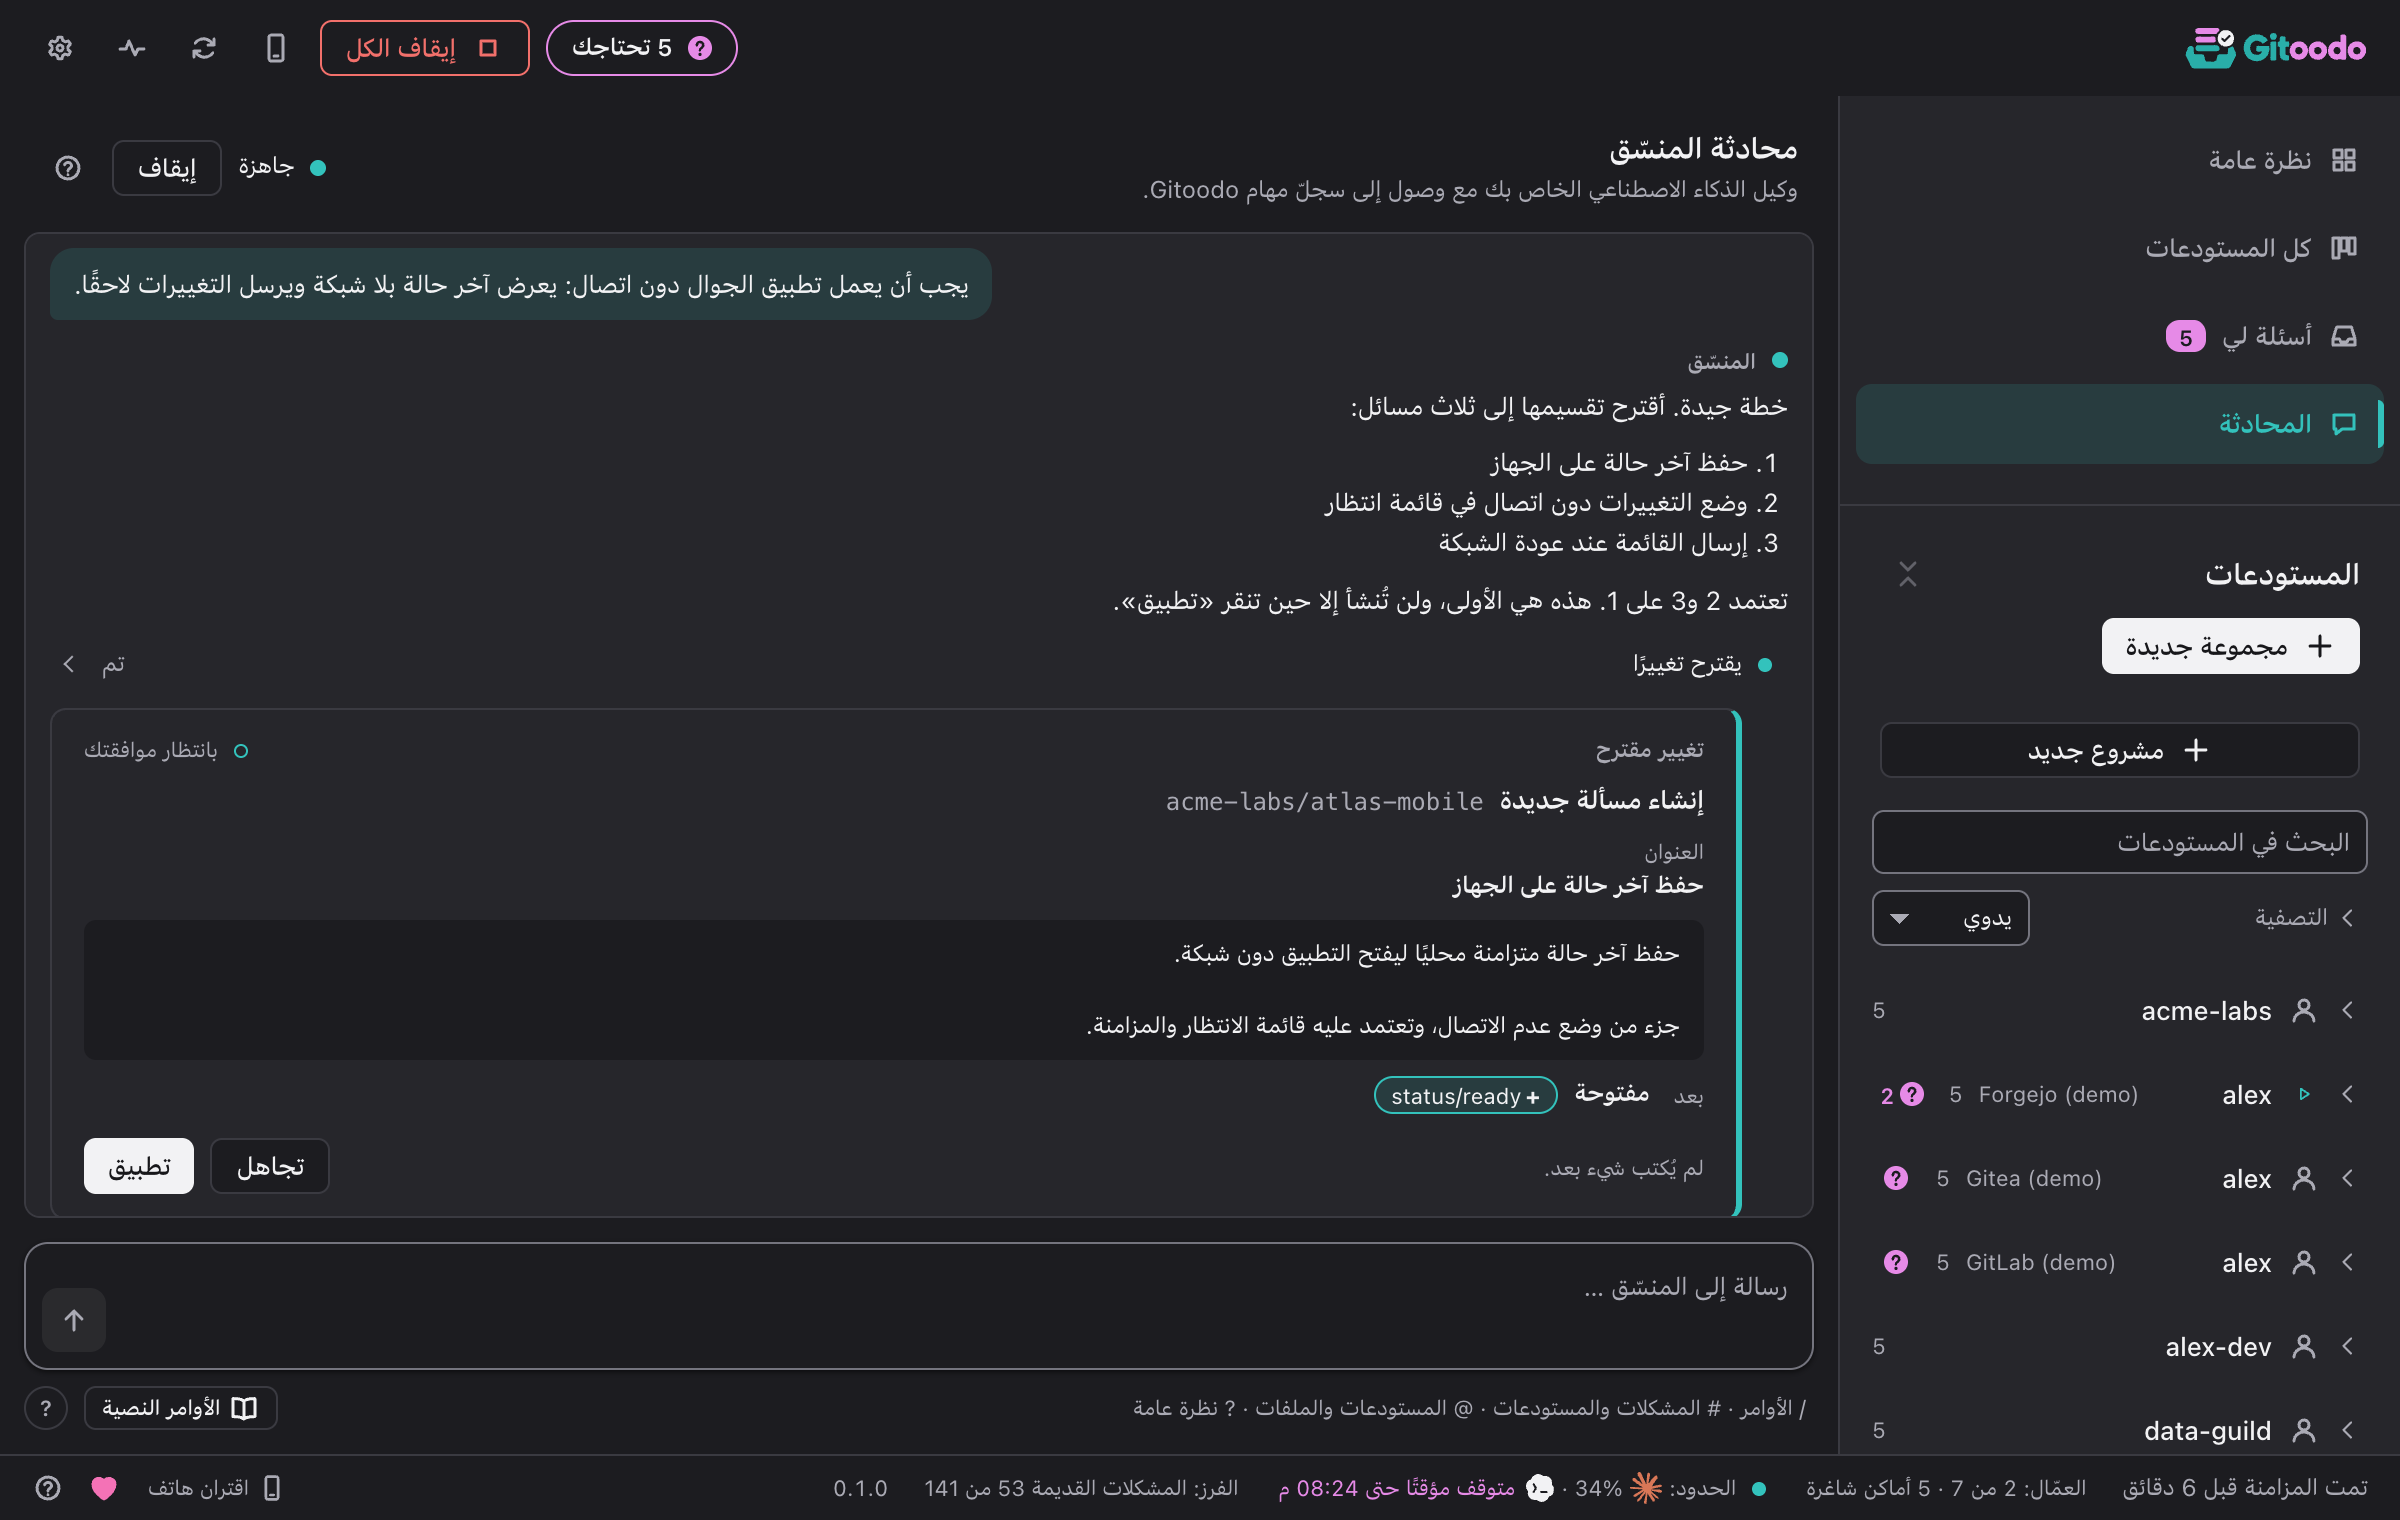 Gitoodo
5 تحتاجك
إيقاف الكل
نظرة عامة
كل المستودعات
أسئلة لي 5
المحادثة
المستودعات
مجموعة جديدة
مشروع جديد
البحث في المستودعات
التصفية
يدوي
acme-labs 5
alex Forgejo (demo) 5 2
alex Gitea (demo) 5
alex GitLab (demo) 5
alex-dev 5
data-guild 5
محادثة المنسّق
وكيل الذكاء الاصطناعي الخاص بك مع وصول إلى سجلّ مهام Gitoodo.
جاهزة
إيقاف
يجب أن يعمل تطبيق الجوال دون اتصال: يعرض آخر حالة بلا شبكة ويرسل التغييرات لاحقًا.
المنسّق
خطة جيدة. أقترح تقسيمها إلى ثلاث مسائل:
1. حفظ آخر حالة على الجهاز
2. وضع التغييرات دون اتصال في قائمة انتظار
3. إرسال القائمة عند عودة الشبكة
تعتمد 2 و3 على 1. هذه هي الأولى، ولن تُنشأ إلا حين تنقر «تطبيق».
يقترح تغييرًا
تم
تغيير مقترح
بانتظار موافقتك
إنشاء مسألة جديدة acme-labs/atlas-mobile
العنوان
حفظ آخر حالة على الجهاز
حفظ آخر حالة متزامنة محليًا ليفتح التطبيق دون شبكة.
جزء من وضع عدم الاتصال، وتعتمد عليه قائمة الانتظار والمزامنة.
بعد مفتوحة +status/ready
لم يُكتب شيء بعد.
تجاهل
تطبيق
رسالة إلى المنسّق ...
/ الأوامر · # المشكلات والمستودعات · @ المستودعات والملفات · ? نظرة عامة
الأوامر النصية
?
تمت المزامنة قبل 6 دقائق
العمّال: 2 من 7 · 5 أماكن شاغرة
الحدود: 34% · متوقف مؤقتًا حتى 08:24 م
الفرز: المشكلات القديمة 53 من 141
0.1.0
اقتران هاتف